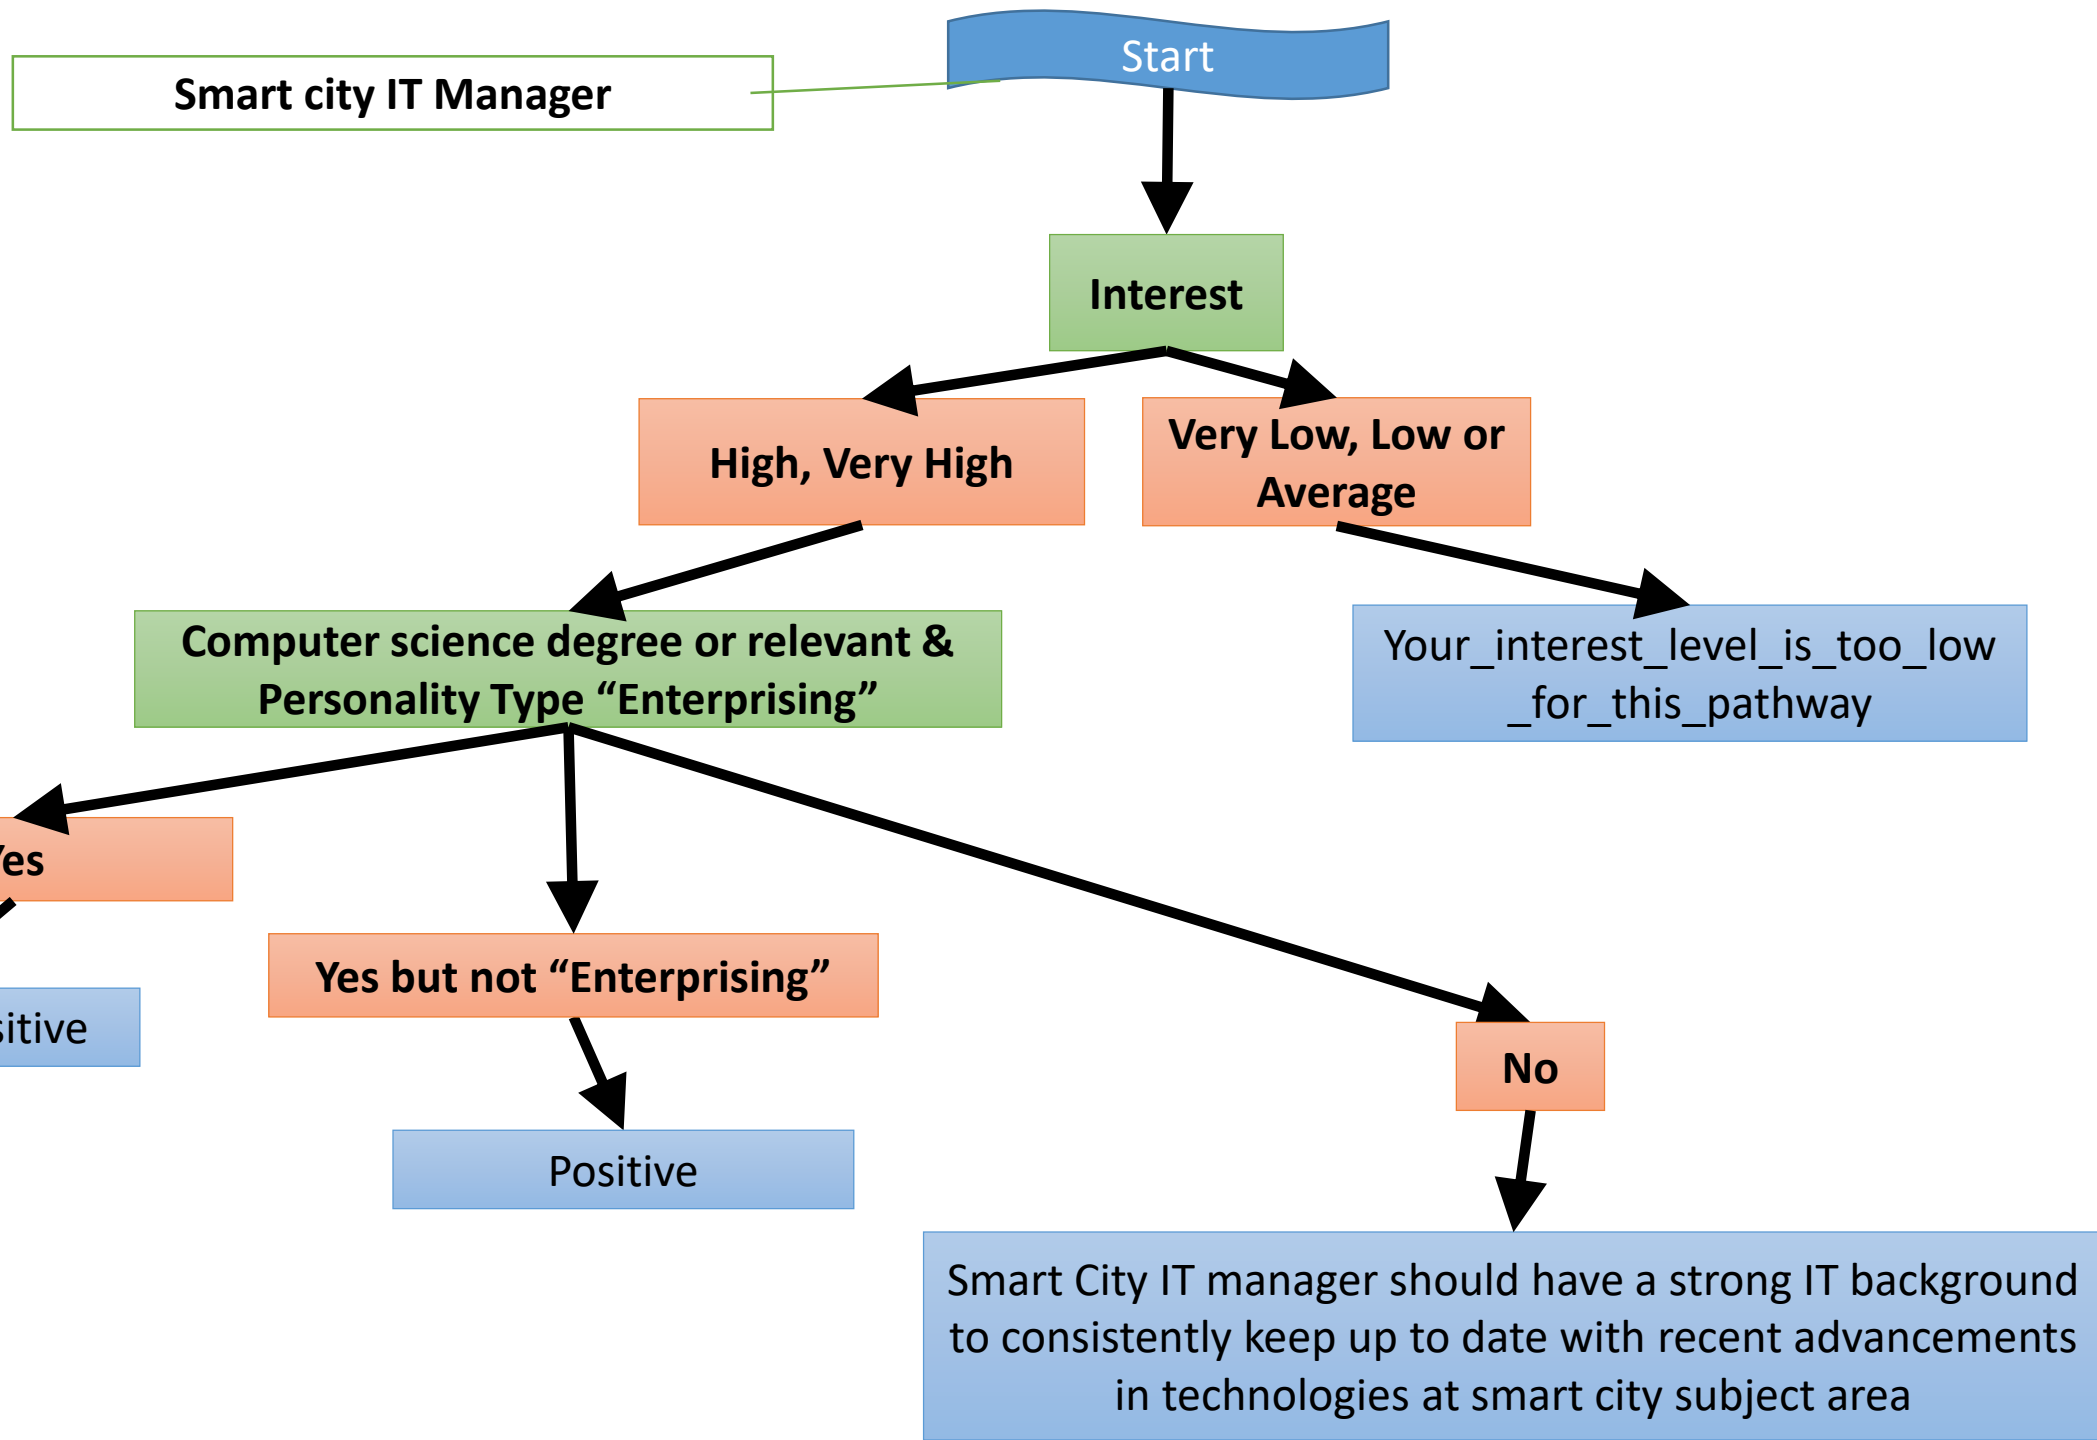 Start
Smart city IT Manager
Interest
High, Very High
Very Low, Low or
Average
Computer science degree or relevant &
Personality Type “Enterprising”
Your_interest_level_is_too_low
_for_this_pathway
Yes but not “Enterprising”
Positive
No
Smart City IT manager should have a strong IT background
to consistently keep up to date with recent advancements
in technologies at smart city subject area